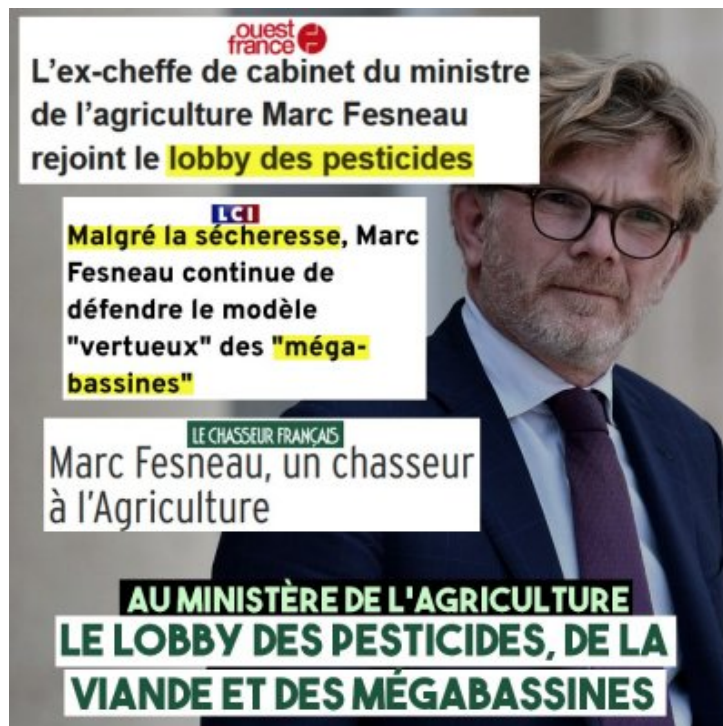 ouest
france
L'ex-cheffe de cabinet du ministre
de l'agriculture Marc Fesneau
rejoint le lobby des pesticides
LCI
Malgré la sécheresse, Marc
Fesneau continue de
défendre le modèle
"vertueux" des "méga-
bassines"
LE CHASSEUR FRANÇAIS
Marc Fesneau, un chasseur
à l'Agriculture
AU MINISTÈRE DE L'AGRICULTURE
LE LOBBY DES PESTICIDES, DE LA
VIANDE ET DES MÉGABASSINES